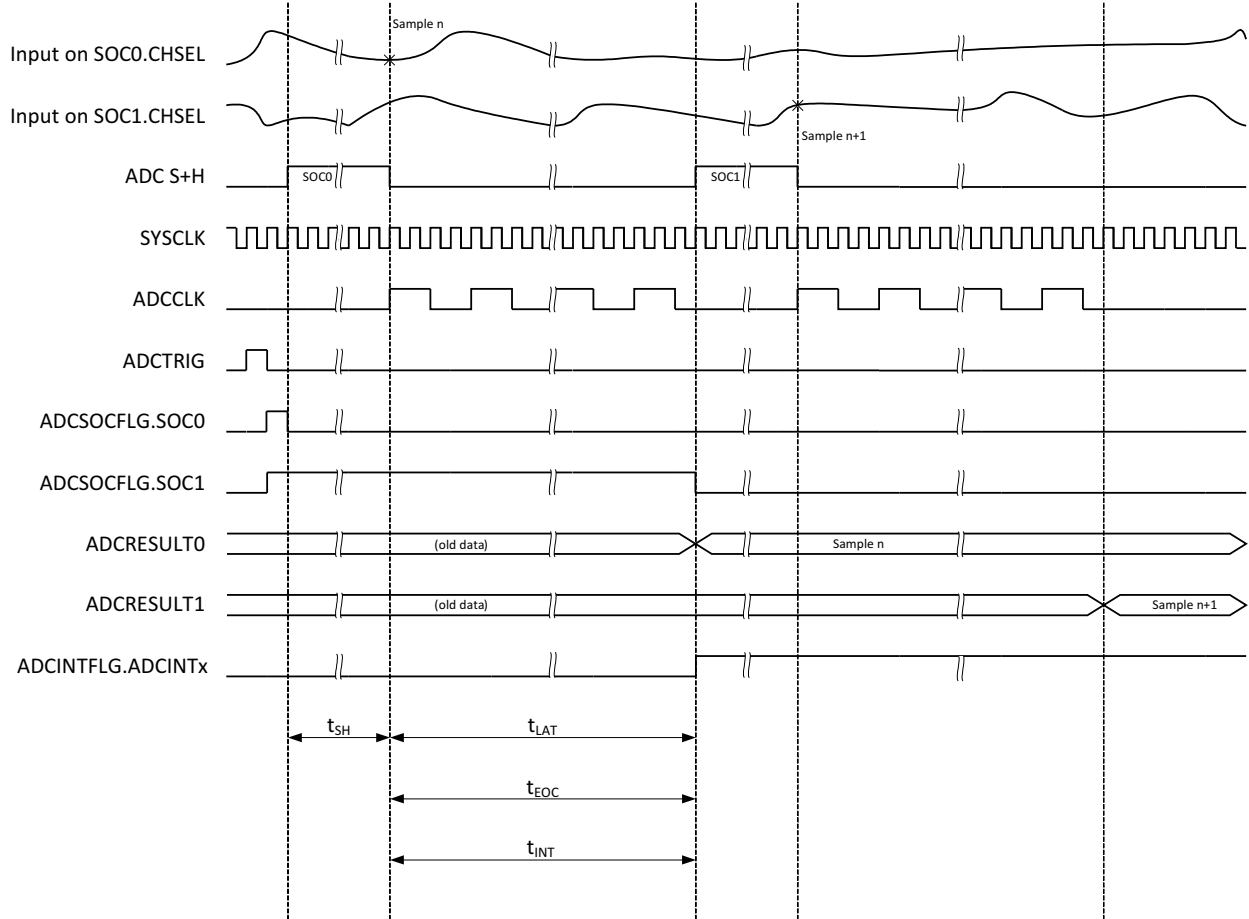 Sample n
Input on SOC0.CHSEL
Input on SOC1.CHSEL
Sample n+1
ADC S+H
SOC0
SOC1
SYSCLK
ADCCLK
ADCTRIG
ADCSOCFLG.SOC0
ADCSOCFLG.SOC1
ADCRESULT0
(old data)
Sample n
ADCRESULT1
(old data)
Sample n+1
ADCINTFLG.ADCINTx
tSH
tLAT
tEOC
tINT